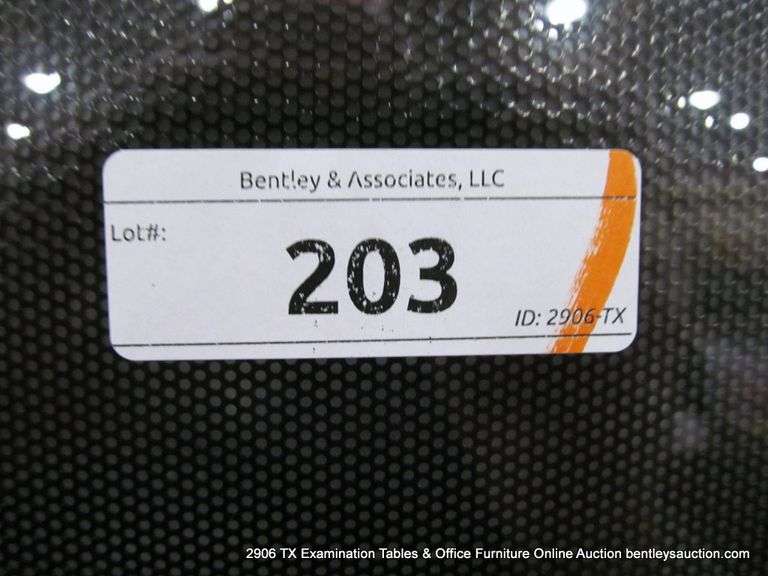 Bentley & Associates, LLC
Lot#:
203
ID: 2906-TX
2906 TX Examination Tables & Office Furniture Online Auction bentleysauction.com